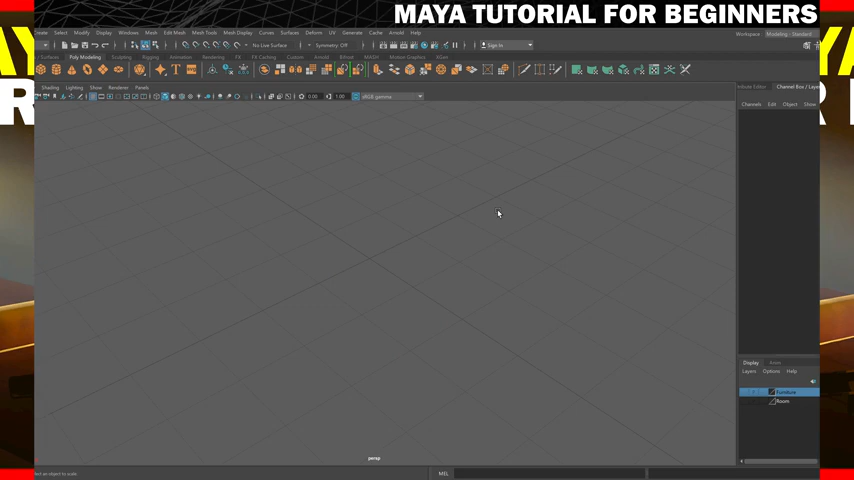 MAYA TUTORIAL FOR BEGINNERS
Select Modify Create Display Windows Mesh Edit Mesh Mesh Tools Mesh Display Curves Surfaces Deform UV Generate Cache Arnold Help
Workspace: Modeling - Standard
No Live Surface Symmetry: Off Sign In
Poly Modeling Sculpting Rigging Animation Rendering FX FX Caching Custom Arnold Bifrost MASH Motion Graphics XGen
View Shading Lighting Show Renderer Panels
Channel Box / Layer
0.00 1.00 sRGB gamma
Channels Edit Object Show
persp
Display Anim
Layers Options Help
Furniture
Room
MEL